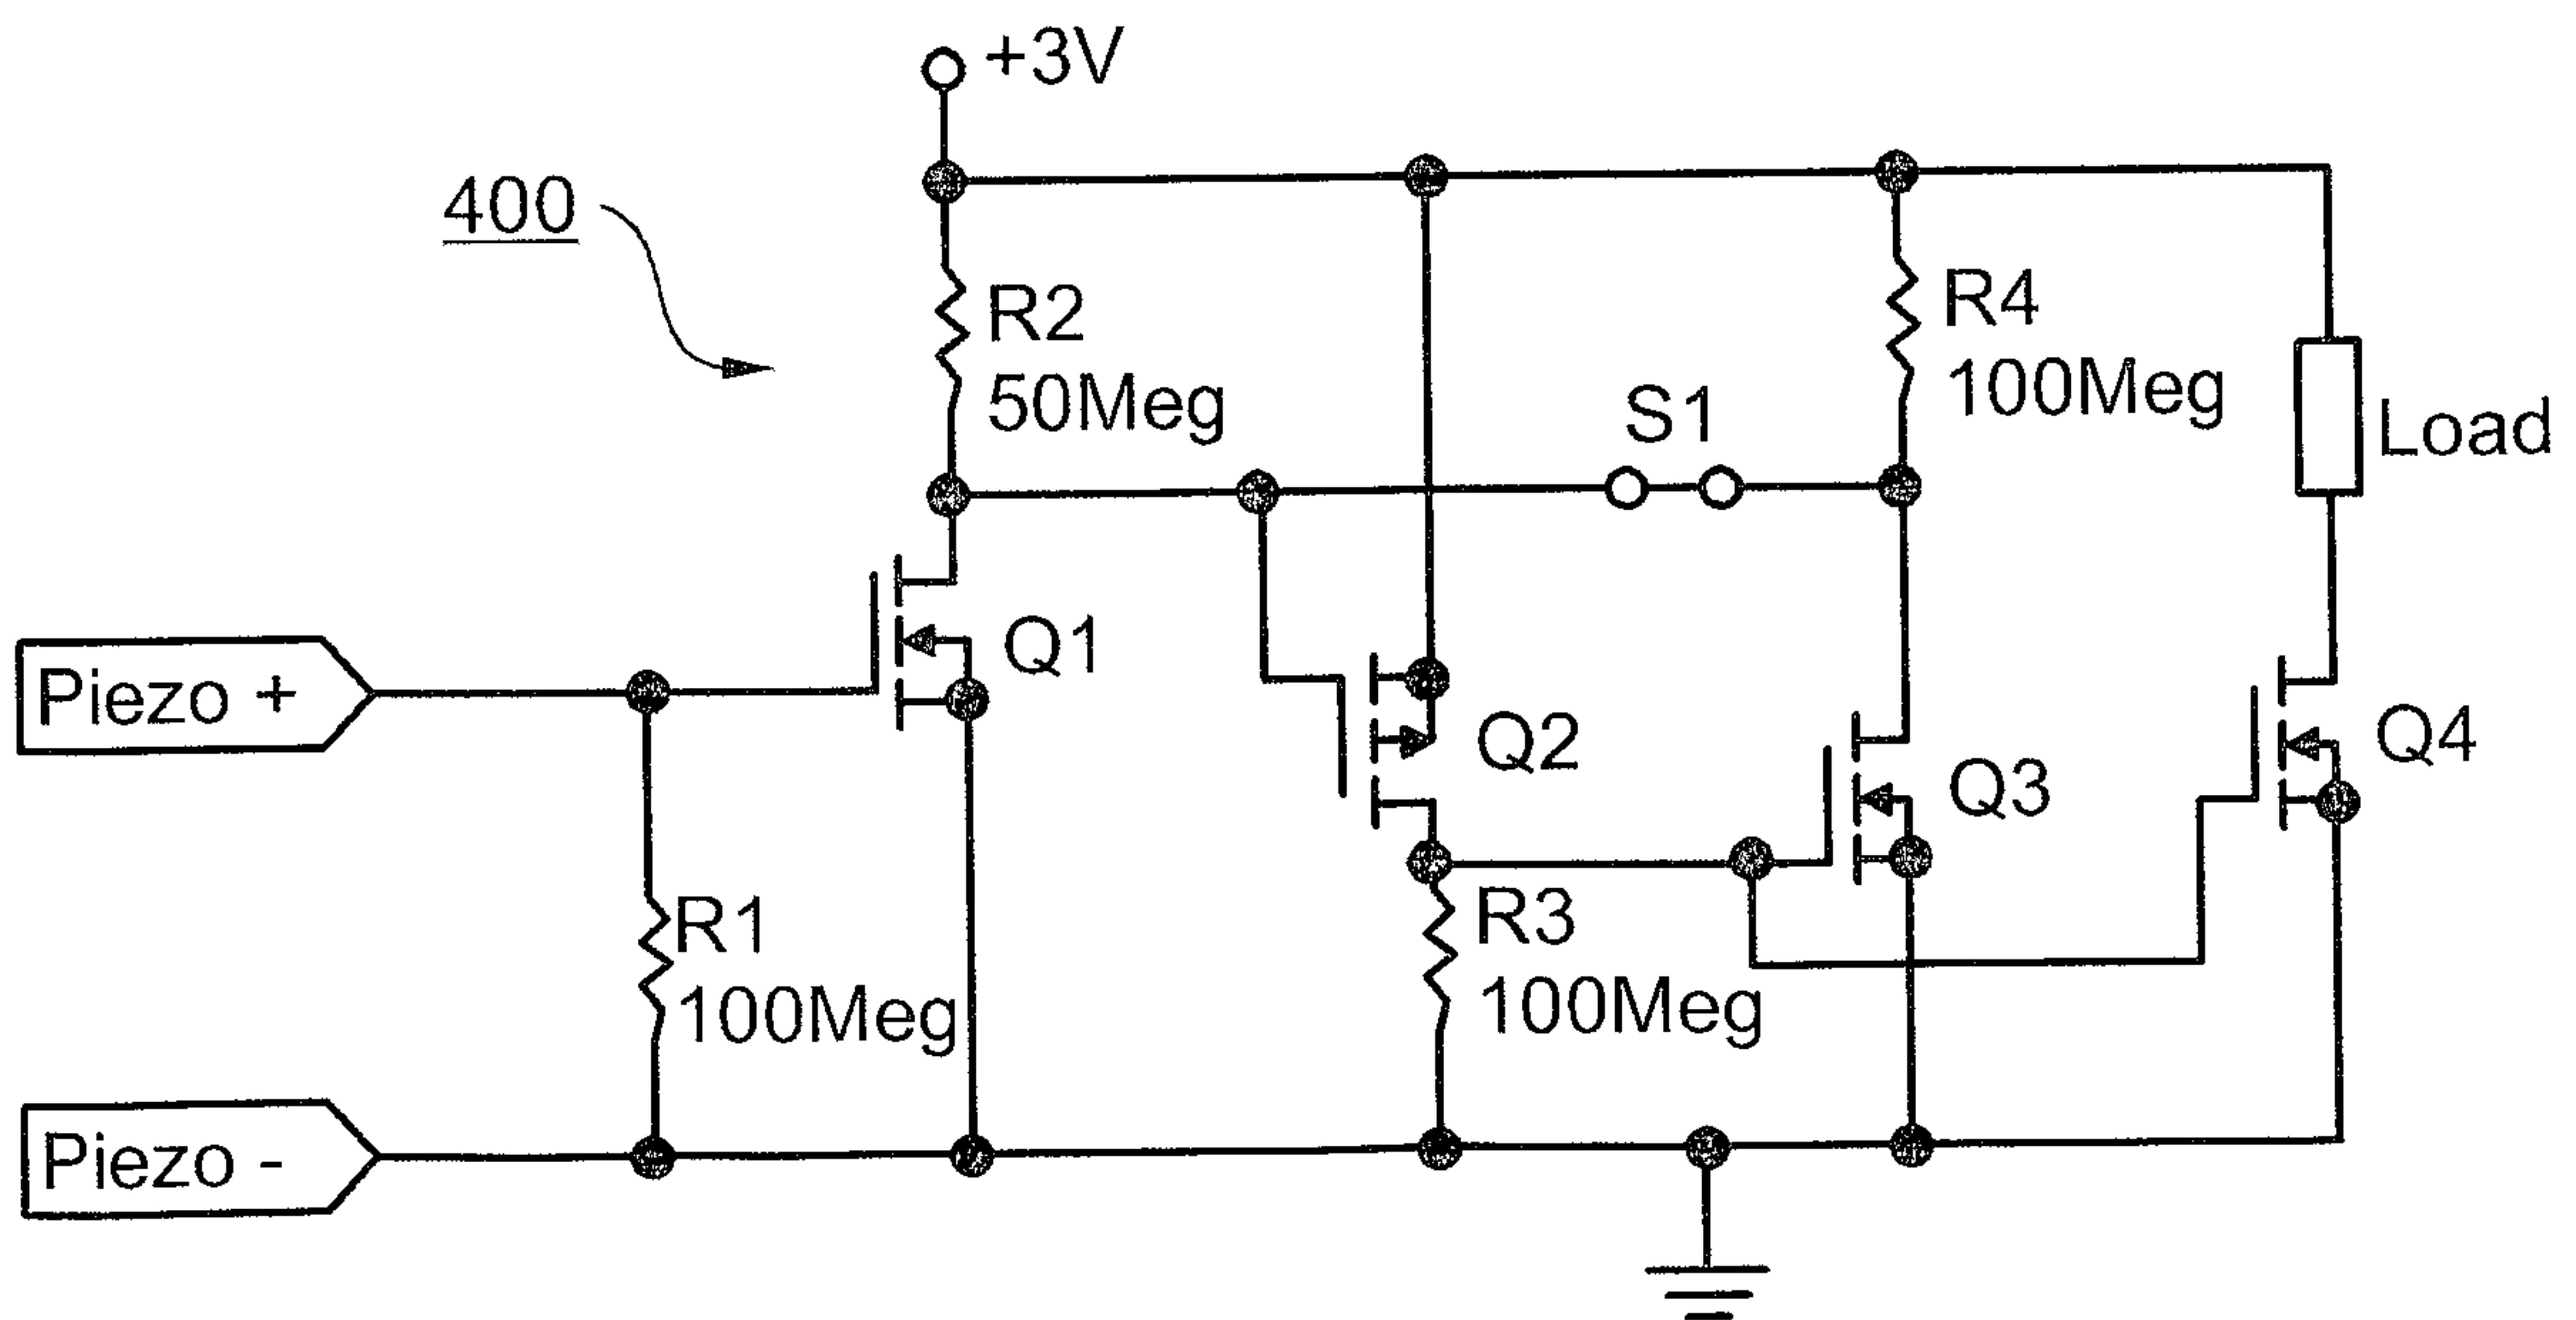 +3V
400
R2
50Meg
R4
100Meg
S1
Load
Q1
Piezo +
Q2
Q3
Q4
R1
100Meg
R3
100Meg
Piezo -